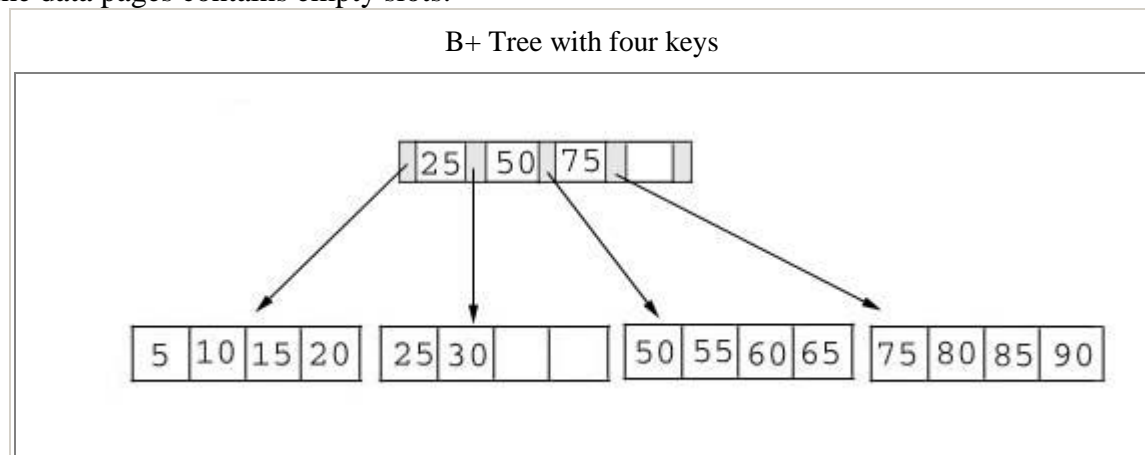 he data pages contains empty slots.
B+ Tree with four keys
25 50 75
5 10 15 20 25 30 50 55 60 65 75 80 85 90